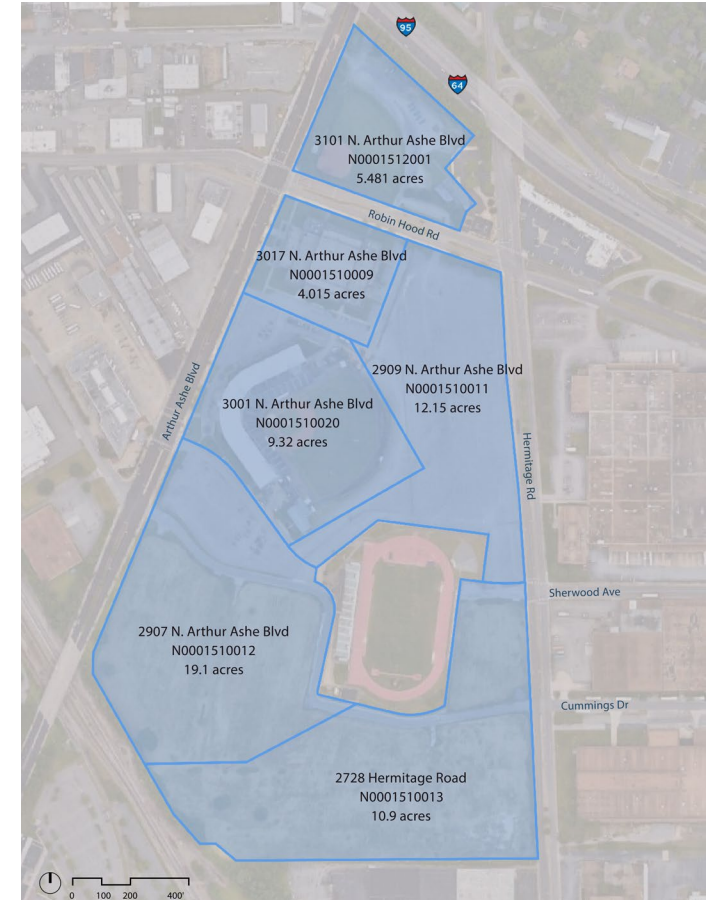 95
64
3101 N. Arthur Ashe Blvd
N0001512001
5.481 acres
Robin Hood Rd
3017 N. Arthur Ashe Blvd
N0001510009
4.015 acres
2909 N. Arthur Ashe Blvd
N0001510011
12.15 acres
Arthur Ashe Blvd
3001 N. Arthur Ashe Blvd
N0001510020
9.32 acres
Hermitage Rd
Sherwood Ave
2907 N. Arthur Ashe Blvd
N0001510012
19.1 acres
Cummings Dr
2728 Hermitage Road
N0001510013
10.9 acres
0 100 200 400'